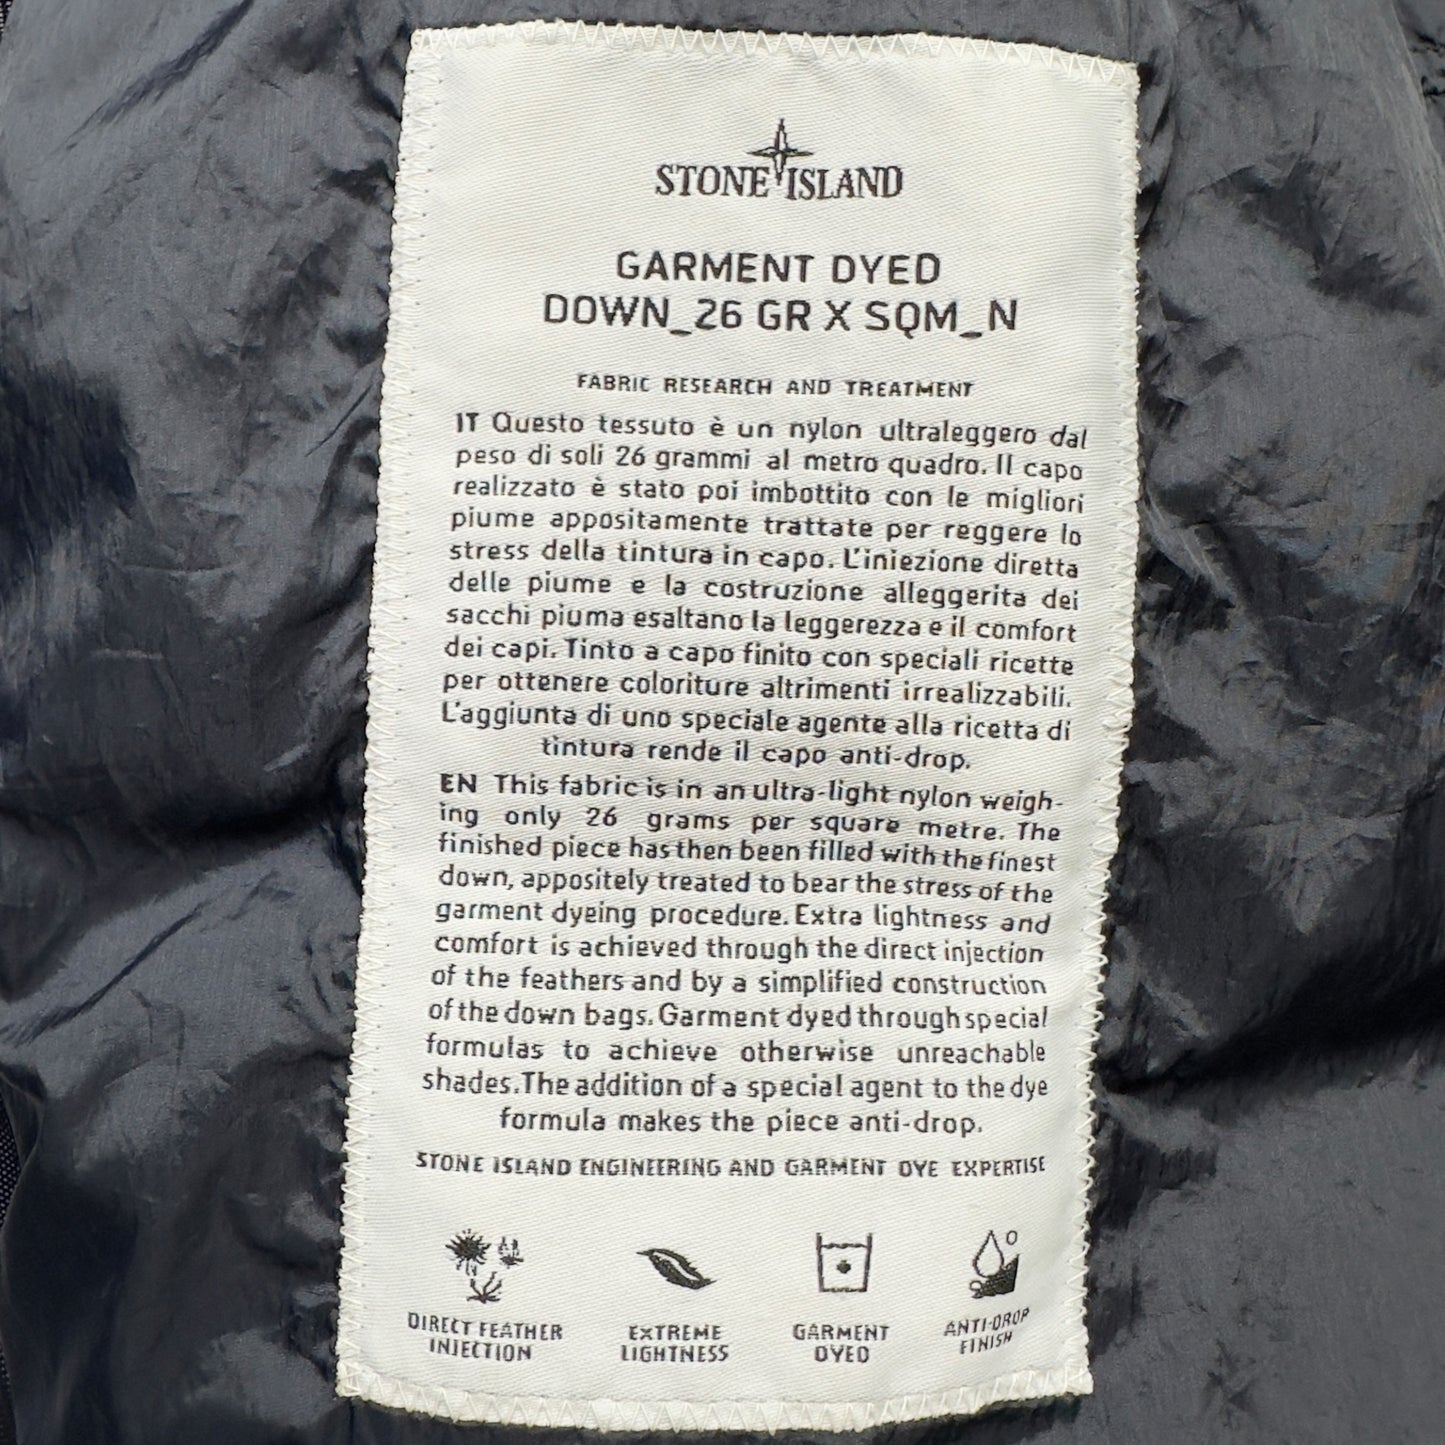 STONE ISLAND
GARMENT DYED
DOWN_26 GR X SQM_N
FABRIC RESEARCH AND TREATMENT
IT Questo tessuto è un nylon ultraleggero dal
peso di soli 26 grammi al metro quadro. Il capo
realizzato è stato poi imbottito con le migliori
piume appositamente trattate per reggere lo
stress della tintura in capo. L'iniezione diretta
delle piume e la costruzione alleggerita dei
sacchi piuma esaltano la leggerezza e il comfort
dei capi. Tinto a capo finito con speciali ricette
per ottenere coloriture altrimenti irrealizzabili.
L'aggiunta di uno speciale agente alla ricetta di
tintura rende il capo anti-drop.
EN This fabric is in an ultra-light nylon weigh-
ing only 26 grams per square metre. The
finished piece has then been filled with the finest
down, appositely treated to bear the stress of the
garment dyeing procedure. Extra lightness and
comfort is achieved through the direct injection
of the feathers and by a simplified construction
of the down bags. Garment dyed through special
formulas to achieve otherwise unreachable
shades. The addition of a special agent to the dye
formula makes the piece anti-drop.
STONE ISLAND ENGINEERING AND GARMENT DYE EXPERTISE
DIRECT FEATHER
INJECTION
EXTREME
LIGHTNESS
GARMENT
DYED
ANTI-DROP
FINISH